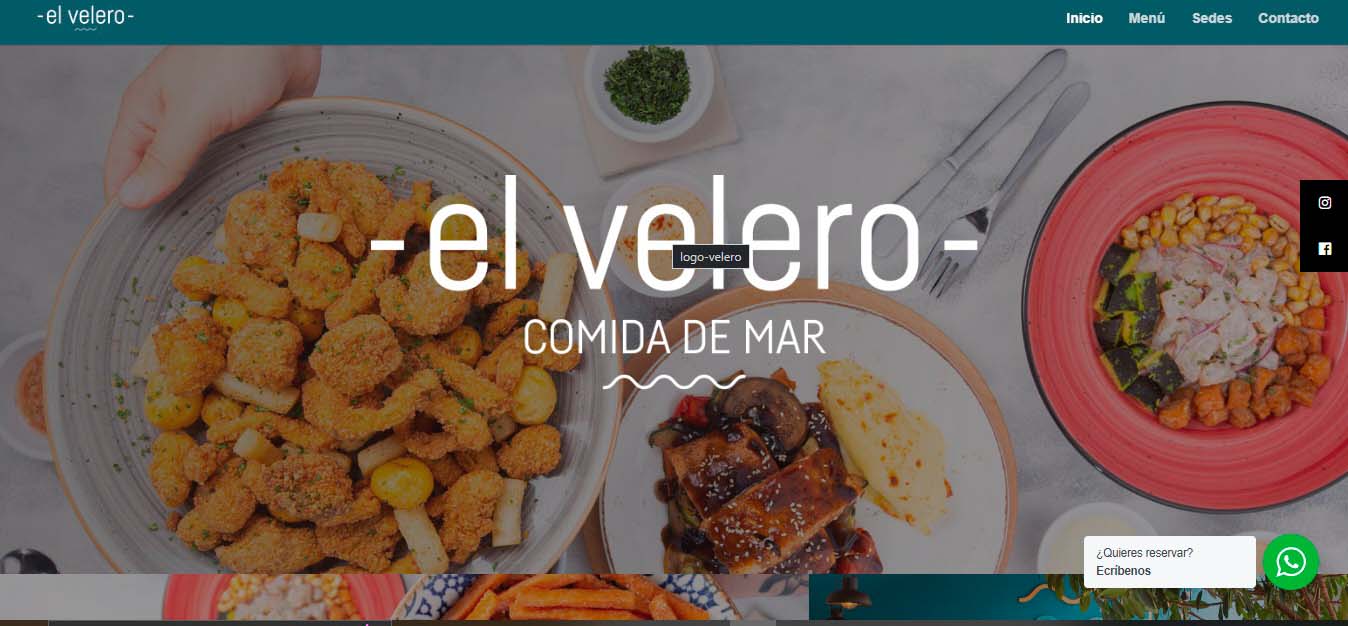 -el velero-
Inicio Menú Sedes Contacto
-el velero-
logo-velero
COMIDA DE MAR
¿Quieres reservar?
Ecríbenos